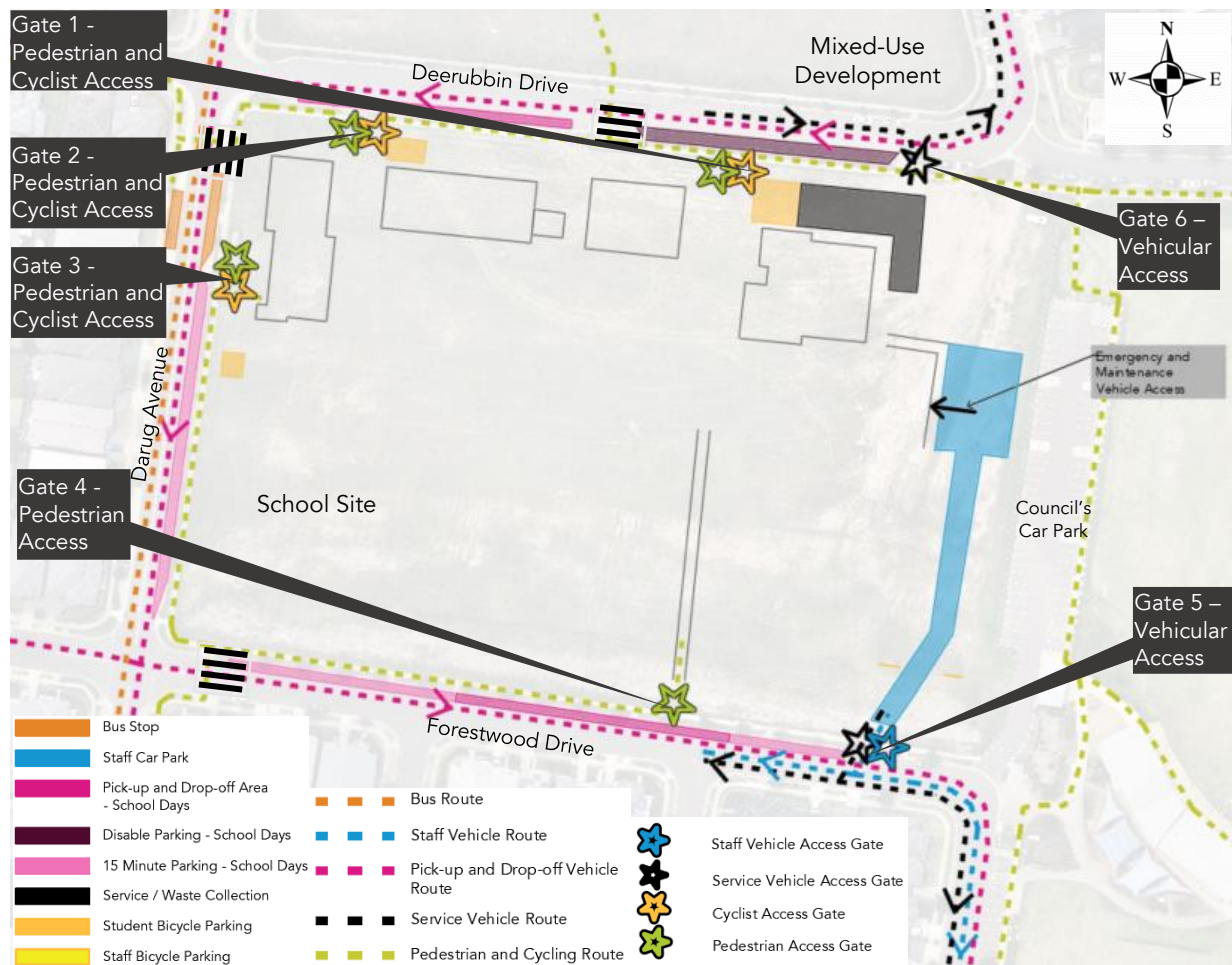 Gate 1 -
Pedestrian and
Cyclist Access
Deerubbin Drive
Mixed-Use
Development
N
W
E
S
Gate 2 -
Pedestrian and
Cyclist Access
Gate 6 –
Vehicular
Access
Gate 3 -
Pedestrian and
Cyclist Access
Emergency and
Maintenance
Vehicle Access
Darug Avenue
Gate 4 -
Pedestrian
Access
School Site
Council's
Car Park
Gate 5 –
Vehicular
Access
Forestwood Drive
Bus Stop
Staff Car Park
Pick-up and Drop-off Area
- School Days
Disable Parking - School Days
15 Minute Parking - School Days
Service / Waste Collection
Student Bicycle Parking
Staff Bicycle Parking
Bus Route
Staff Vehicle Route
Pick-up and Drop-off Vehicle
Route
Service Vehicle Route
Pedestrian and Cycling Route
Staff Vehicle Access Gate
Service Vehicle Access Gate
Cyclist Access Gate
Pedestrian Access Gate